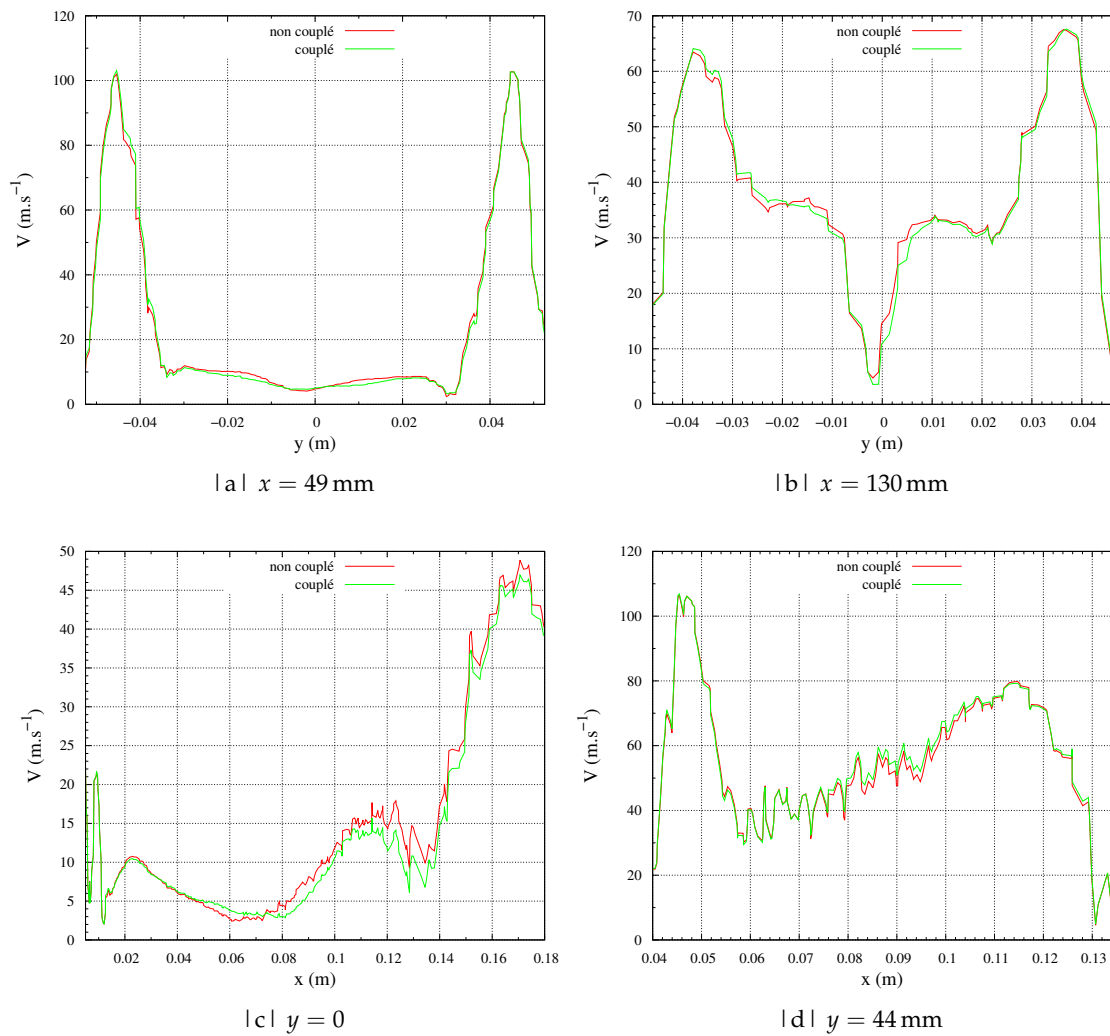 120
100
80
60
40
20
0
V (m.s⁻¹)
non couplé
couplé
−0.04 −0.02 0 0.02 0.04
y (m)
|a| x = 49 mm
70
60
50
40
30
20
10
0
V (m.s⁻¹)
non couplé
couplé
−0.04 −0.03 −0.02 −0.01 0 0.01 0.02 0.03 0.04
y (m)
|b| x = 130 mm
50
45
40
35
30
25
20
15
10
5
0
V (m.s⁻¹)
non couplé
couplé
0.02 0.04 0.06 0.08 0.1 0.12 0.14 0.16 0.18
x (m)
|c| y = 0
120
100
80
60
40
20
0
V (m.s⁻¹)
non couplé
couplé
0.04 0.05 0.06 0.07 0.08 0.09 0.1 0.11 0.12 0.13
x (m)
|d| y = 44 mm